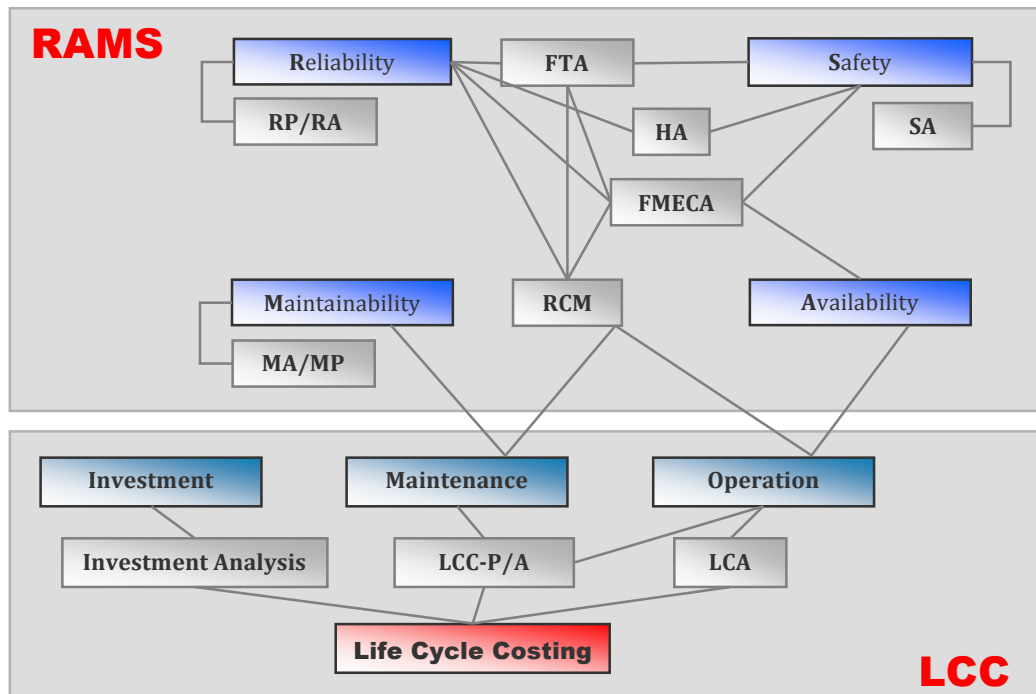 RAMS
Reliability
FTA
Safety
RP/RA
HA
SA
FMECA
Maintainability
RCM
Availability
MA/MP
Investment
Maintenance
Operation
Investment Analysis
LCC-P/A
LCA
Life Cycle Costing
LCC